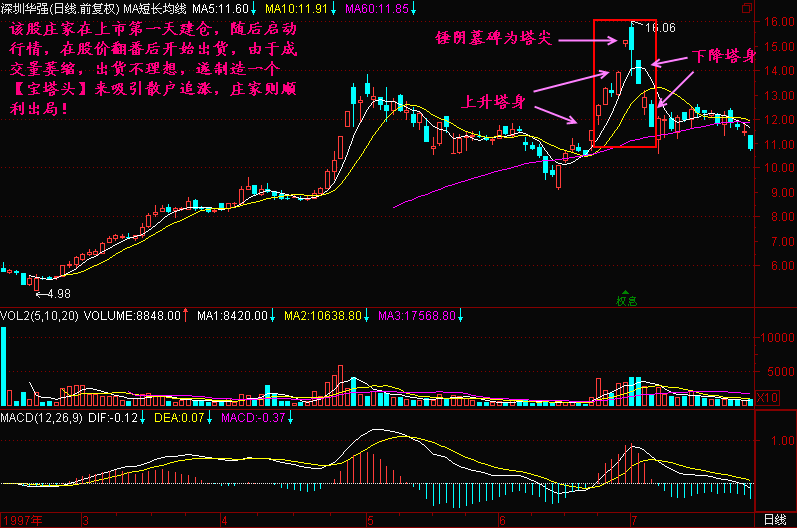 深圳华强(日线.前复权) MA短长均线 MA5:11.60↓ MA10:11.91↓ MA60:11.85↓
该股庄家在上市第一天建仓，随后启动
行情，在股价翻番后开始出货，由于成
交量萎缩，出货不理想，遂制造一个
【宝塔头】来吸引散户追涨，庄家则顺
利出局！
捶阴墓碑为塔尖
16.06
下降塔身
上升塔身
←4.98
权息
16.00
15.00
14.00
13.00
12.00
11.00
10.00
9.00
8.00
7.00
6.00
VOL2(5,10,20) VOLUME:8848.00↑ MA1:8420.00↓ MA2:10638.80↓ MA3:17568.80↓
10000
5000
X10
MACD(12,26,9) DIF:-0.12↓ DEA:0.07↓ MACD:-0.37↓
1.00
1997年 3 4 5 6 7 日线